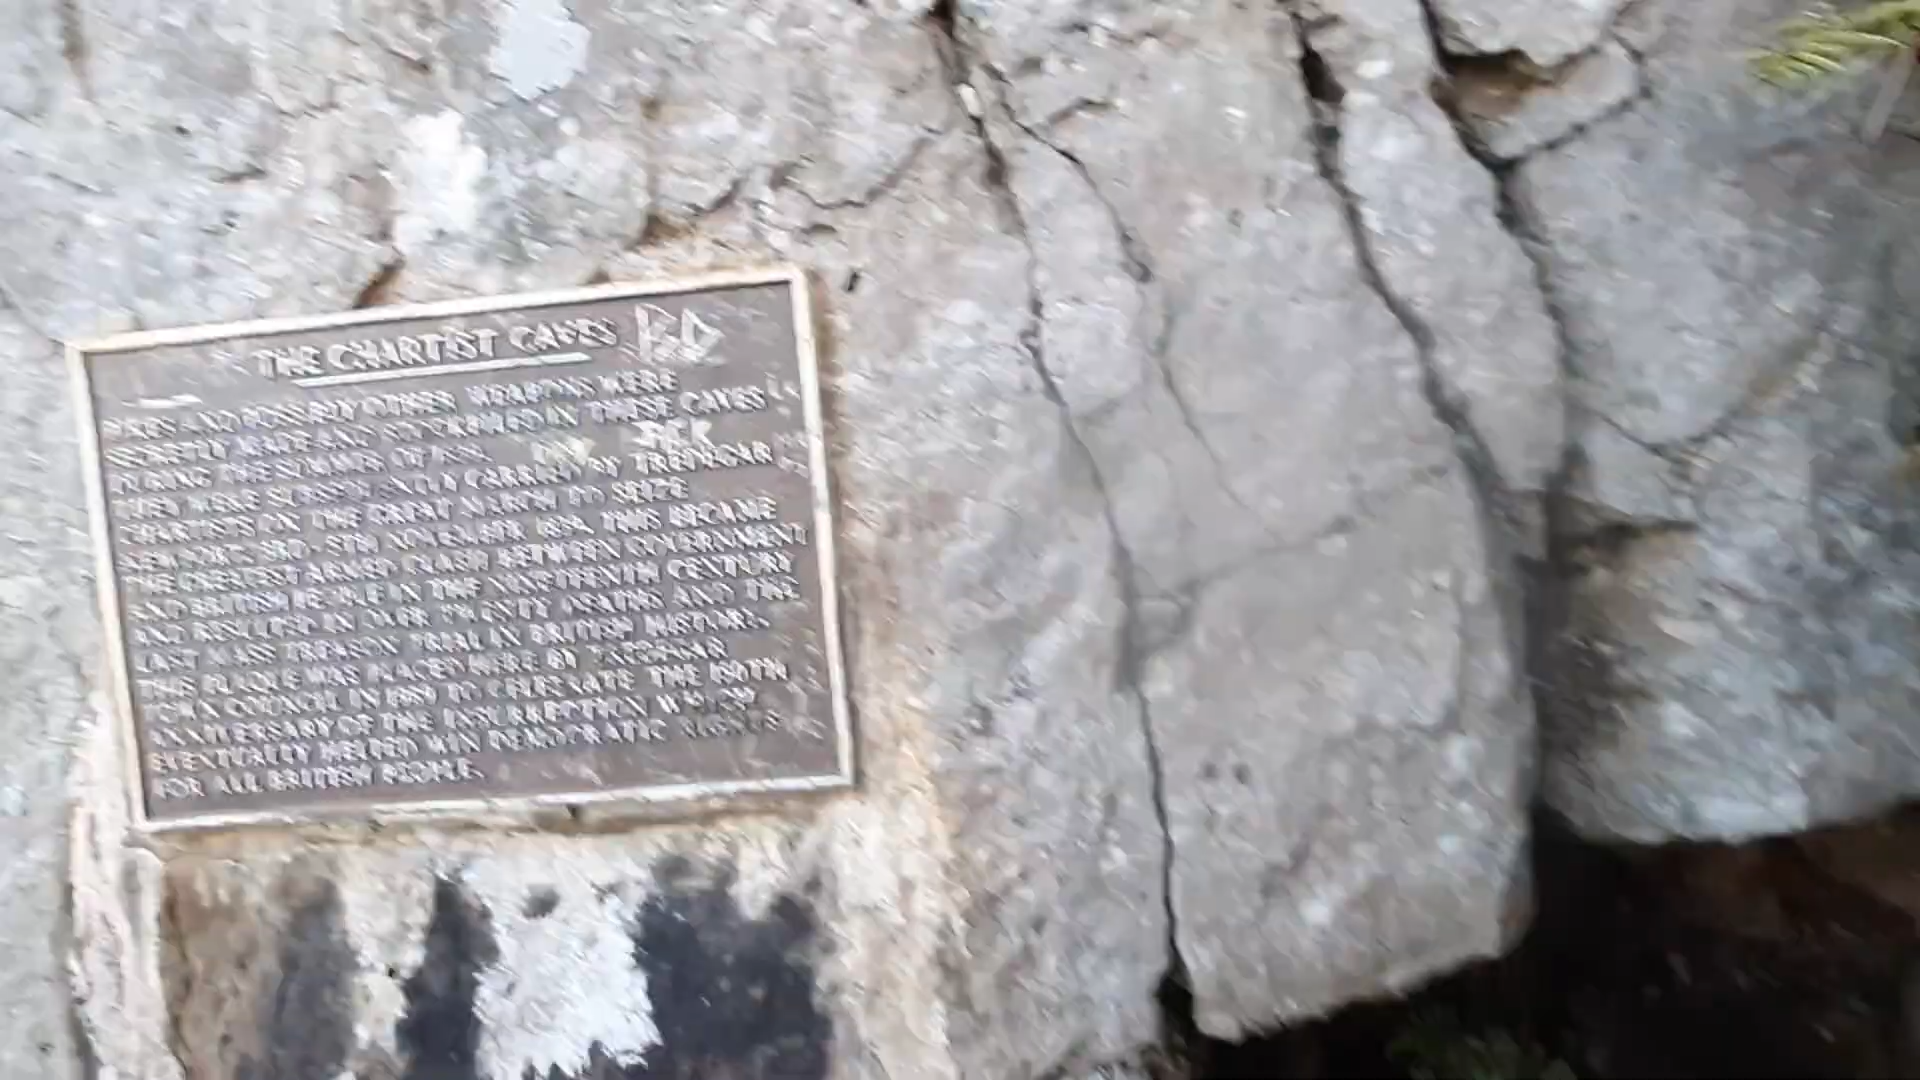 THE CHARTIST CAVES
PIKES AND POSSIBLY OTHER WEAPONS WERE
SECRETLY MADE AND STOCKPILED IN THESE CAVES
DURING THE SUMMER OF 1839.
THEY WERE SUBSEQUENTLY CARRIED BY TREDEGAR
CHARTISTS ON THE GREAT MARCH TO SEIZE
NEWPORT: 3RD - 5TH NOVEMBER 1839. THIS BECAME
THE GREATEST ARMED CLASH BETWEEN GOVERNMENT
AND BRITISH PEOPLE IN THE NINETEENTH CENTURY
AND RESULTED IN OVER TWENTY DEATHS AND THE
LAST MASS TREASON TRIAL IN BRITISH HISTORY.
THIS PLAQUE WAS PLACED HERE BY TREDEGAR
TOWN COUNCIL IN 1989 TO CELEBRATE THE 150TH
ANNIVERSARY OF THE INSURRECTION WHICH
EVENTUALLY HELPED WIN DEMOCRATIC RIGHTS
FOR ALL BRITISH PEOPLE.